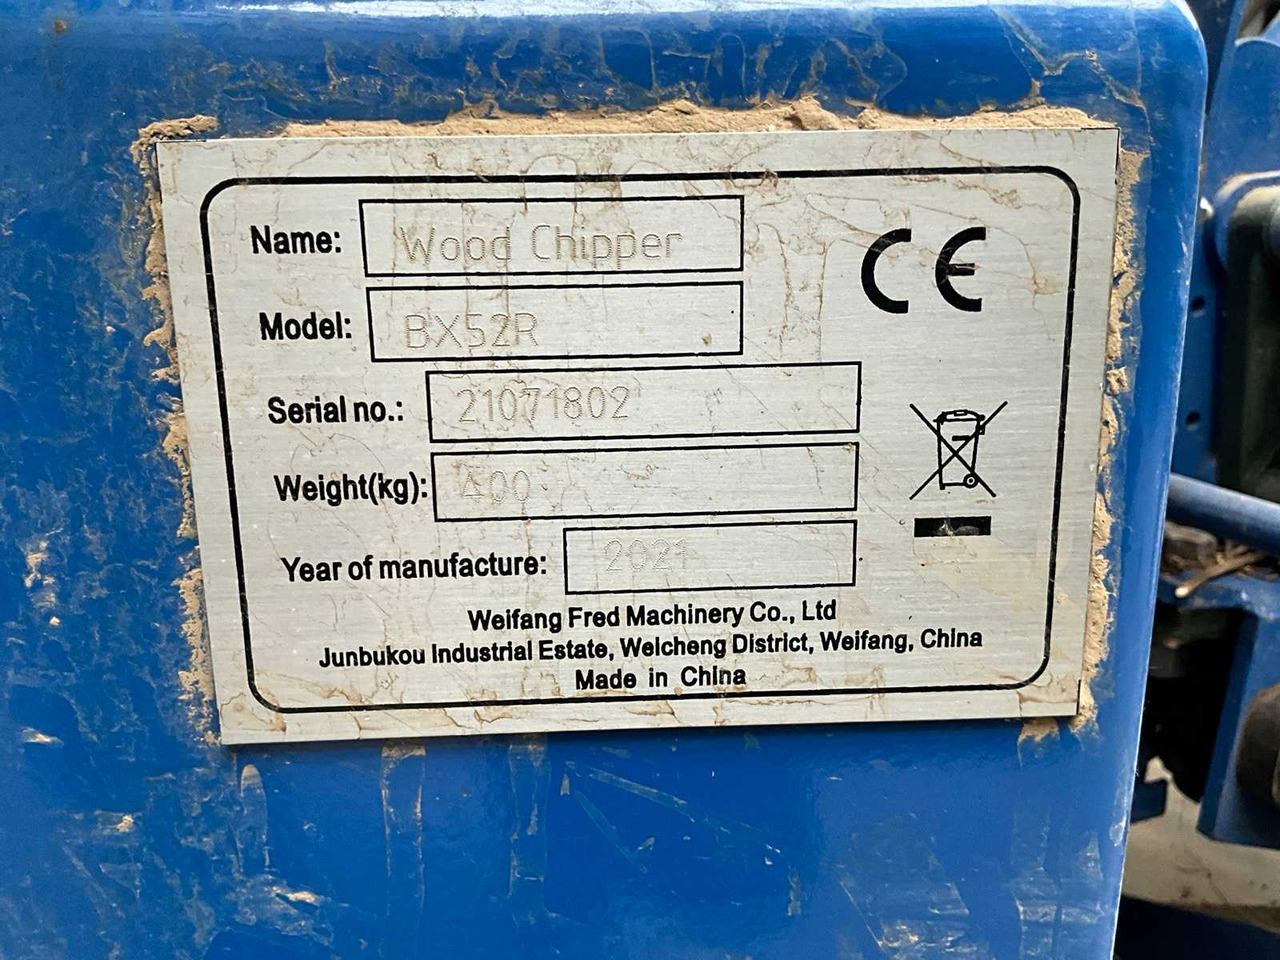 Name: Wood Chipper
CE
Model: BX52R
Serial no.: 21071802
Weight(kg): 400
Year of manufacture: 2021
Weifang Fred Machinery Co., Ltd
Junbukou Industrial Estate, Weicheng District, Weifang, China
Made in China